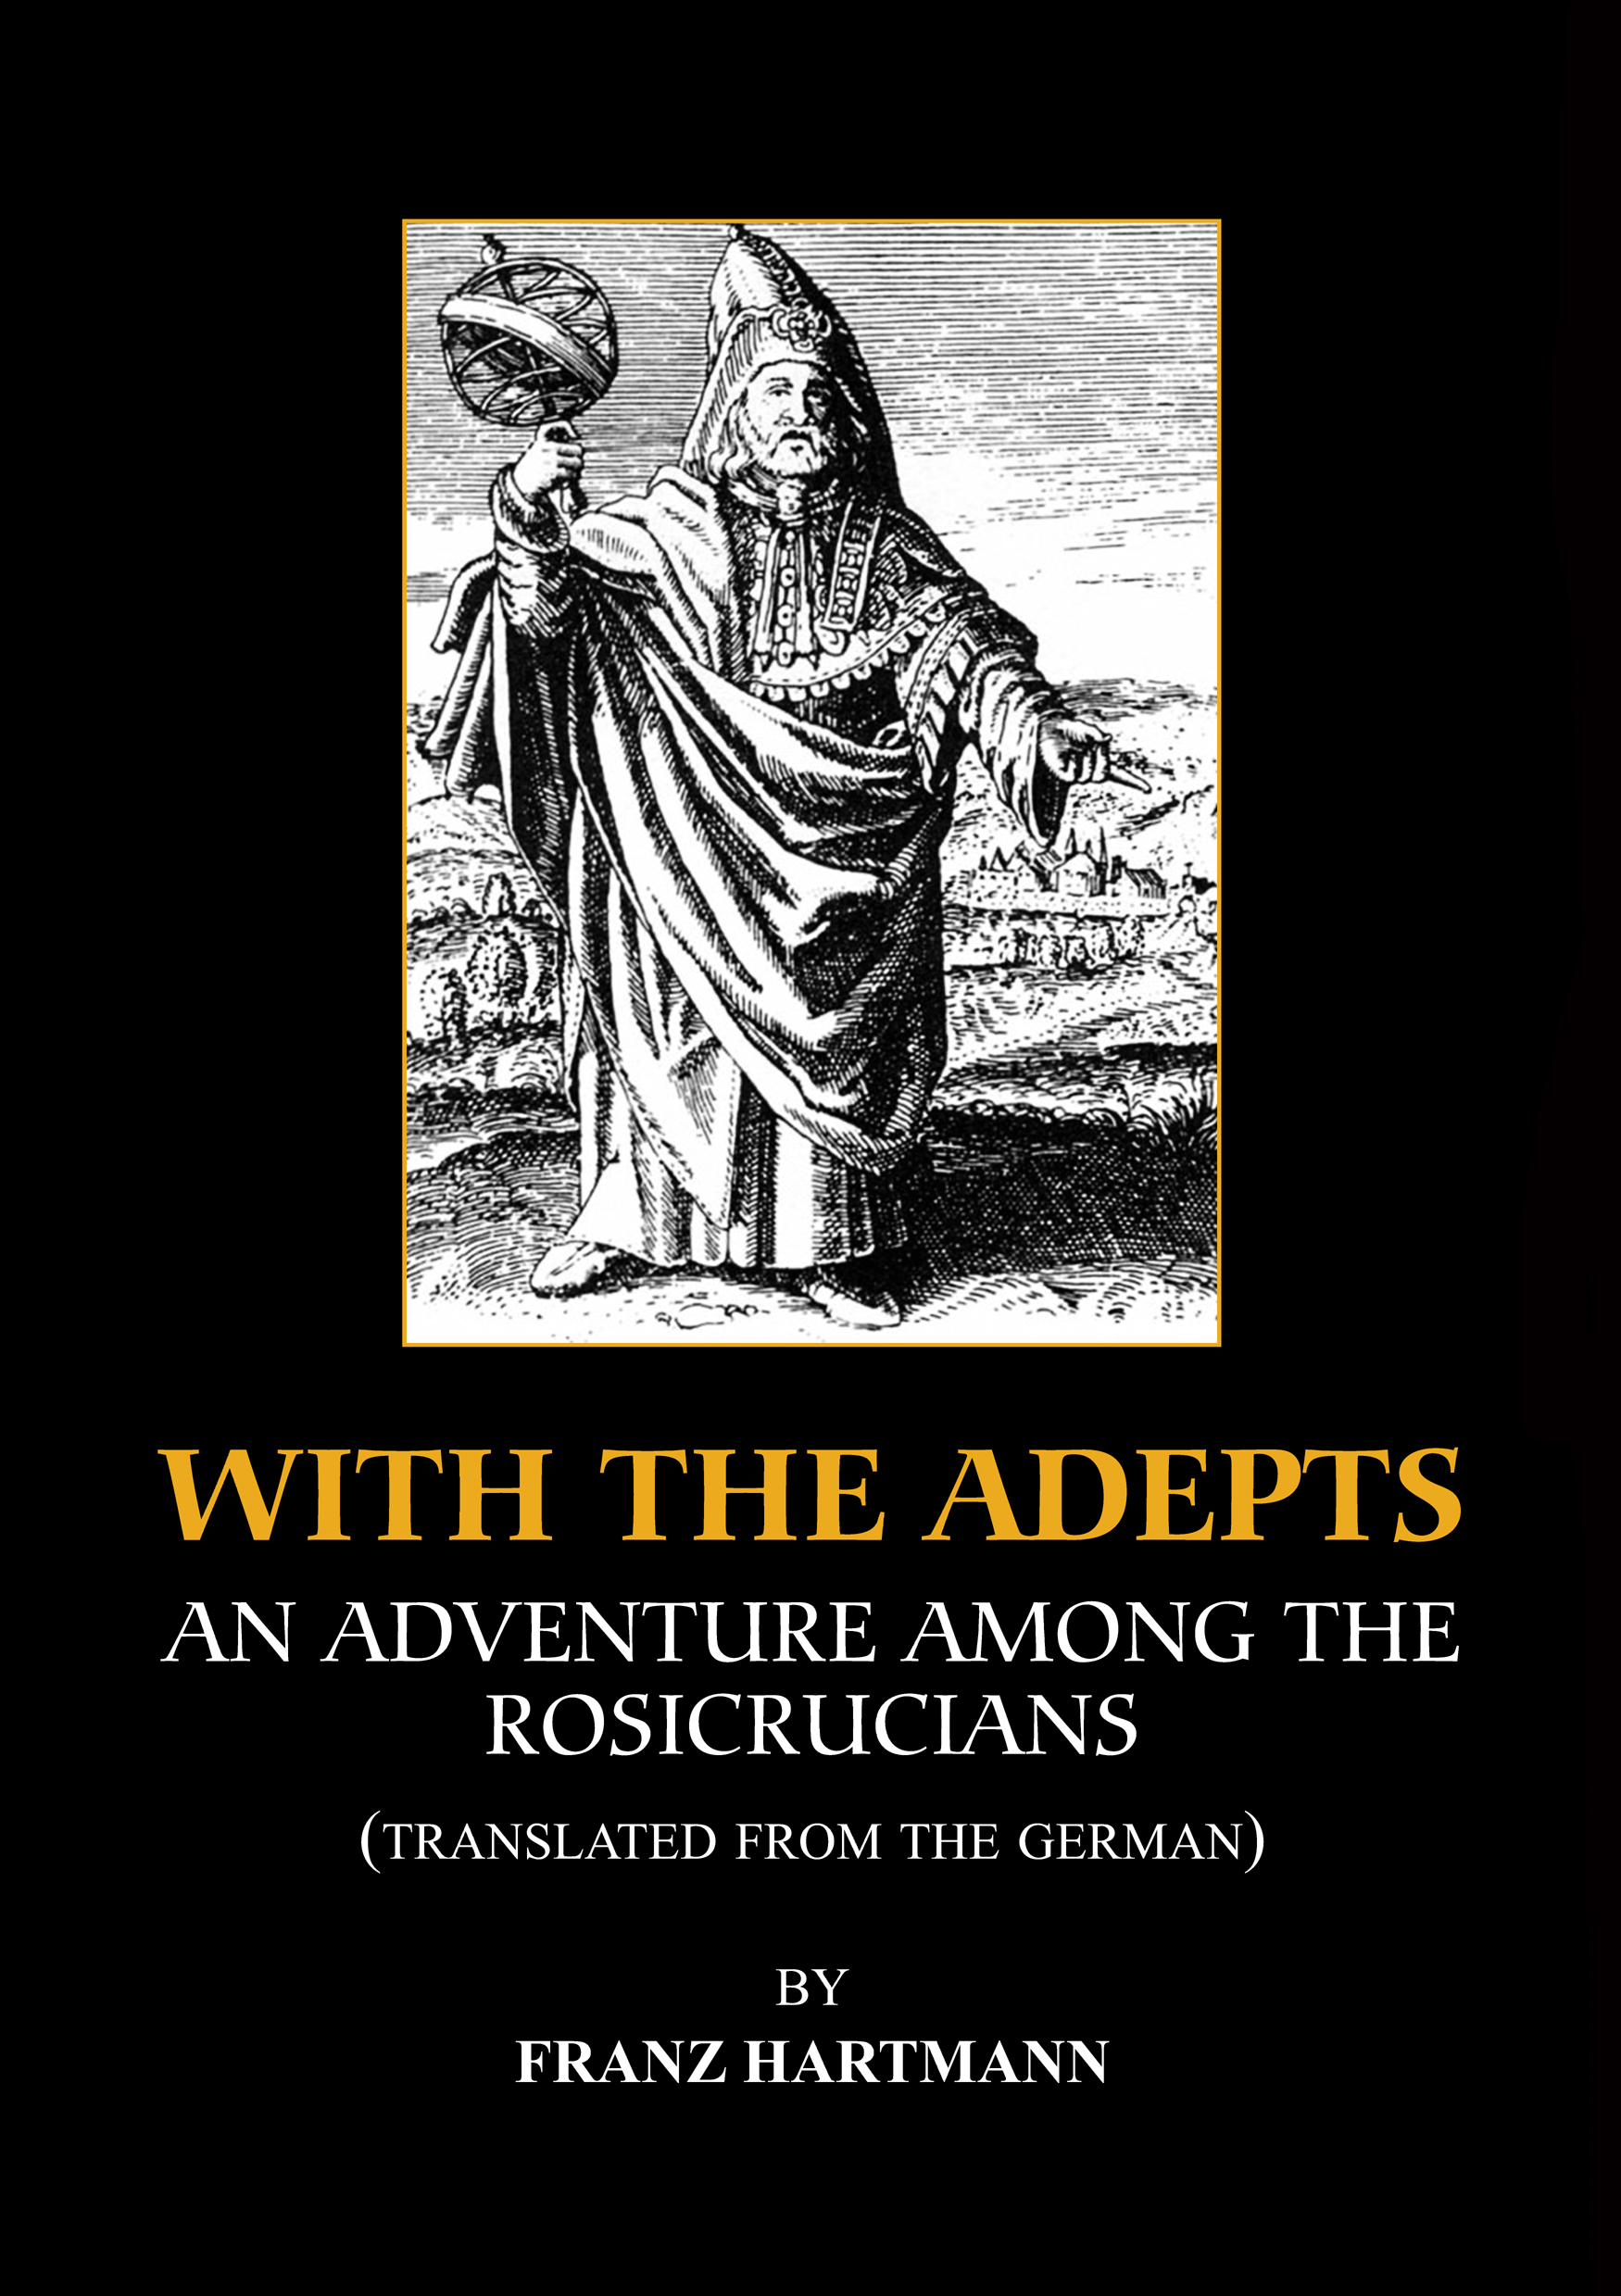 WITH THE ADEPTS
AN ADVENTURE AMONG THE
ROSICRUCIANS
(TRANSLATED FROM THE GERMAN)
BY
FRANZ HARTMANN